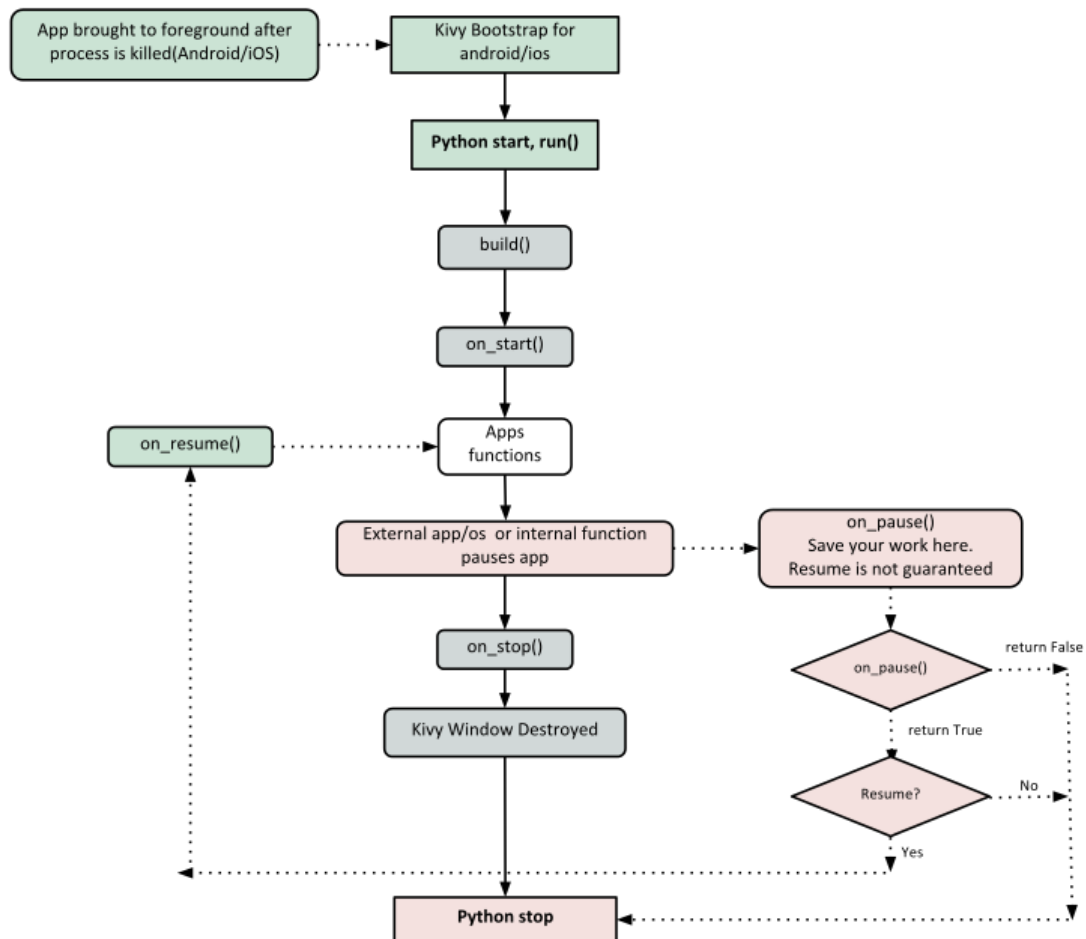 App brought to foreground after
process is killed(Android/iOS)
Kivy Bootstrap for
android/ios
Python start, run()
build()
on_start()
on_resume()
Apps
functions
External app/os  or internal function
pauses app
on_pause()
Save your work here.
Resume is not guaranteed
on_stop()
on_pause()
return False
Kivy Window Destroyed
return True
Resume?
No
Yes
Python stop